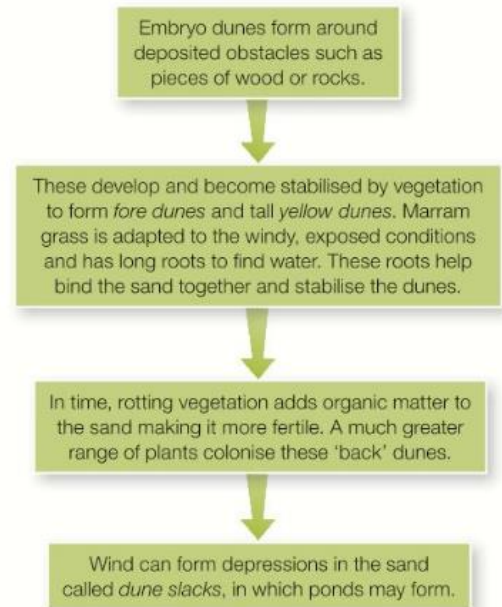 Embryo dunes form around
deposited obstacles such as
pieces of wood or rocks.
These develop and become stabilised by vegetation
to form fore dunes and tall yellow dunes. Marram
grass is adapted to the windy, exposed conditions
and has long roots to find water. These roots help
bind the sand together and stabilise the dunes.
In time, rotting vegetation adds organic matter to
the sand making it more fertile. A much greater
range of plants colonise these 'back' dunes.
Wind can form depressions in the sand
called dune slacks, in which ponds may form.